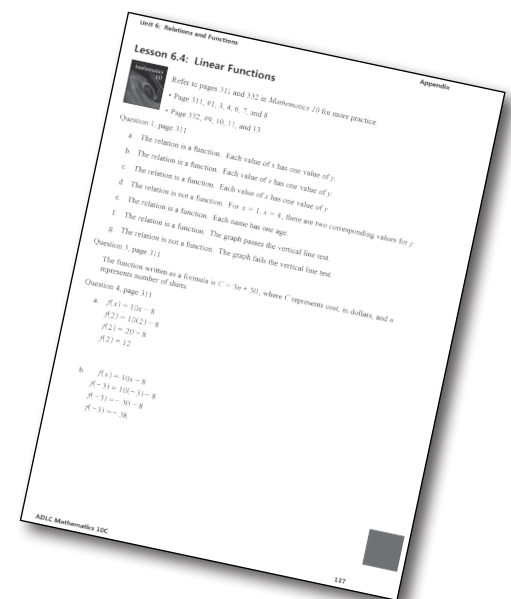 Unit 6: Relations and Functions
Appendix
Lesson 6.4: Linear Functions
Mathematics
10
Refer to pages 311 and 332 in Mathematics 10 for more practice.
• Page 311, #1, 3, 4, 6, 7, and 8
• Page 332, #9, 10, 11, and 13
Question 1, page 311
a. The relation is a function. Each value of x has one value of y.
b. The relation is a function. Each value of x has one value of y.
c. The relation is a function. Each value of x has one value of y.
d. The relation is not a function. For x = 1, x = 4, there are two corresponding values for y.
e. The relation is a function. Each name has one age.
f. The relation is a function. The graph passes the vertical line test.
g. The relation is not a function. The graph fails the vertical line test.
Question 3, page 311
The function written as a formula is C = 5n + 50, where C represents cost, in dollars, and n
represents number of shirts.
Question 4, page 311
a. f(x) = 10x − 8
f(2) = 10(2) − 8
f(2) = 20 − 8
f(2) = 12
b. f(x) = 10x − 8
f(−3) = 10(−3) − 8
f(−3) = − 30 − 8
f(−3) = − 38
ADLC Mathematics 10C
137